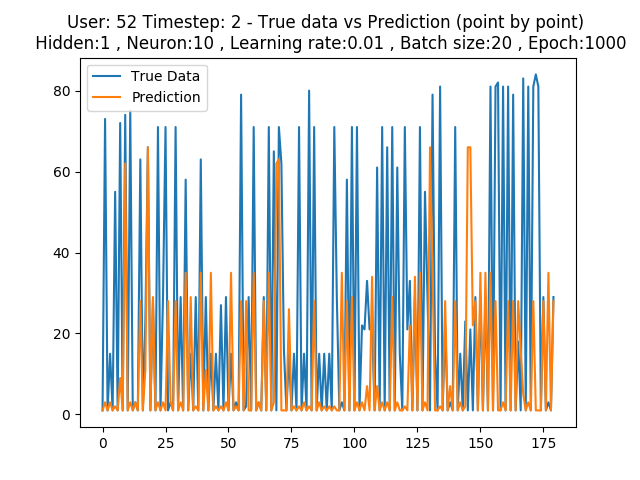 User: 52 Timestep: 2 - True data vs Prediction (point by point)
Hidden:1 , Neuron:10 , Learning rate:0.01 , Batch size:20 , Epoch:1000
True Data
Prediction
80
60
40
20
0
0 25 50 75 100 125 150 175